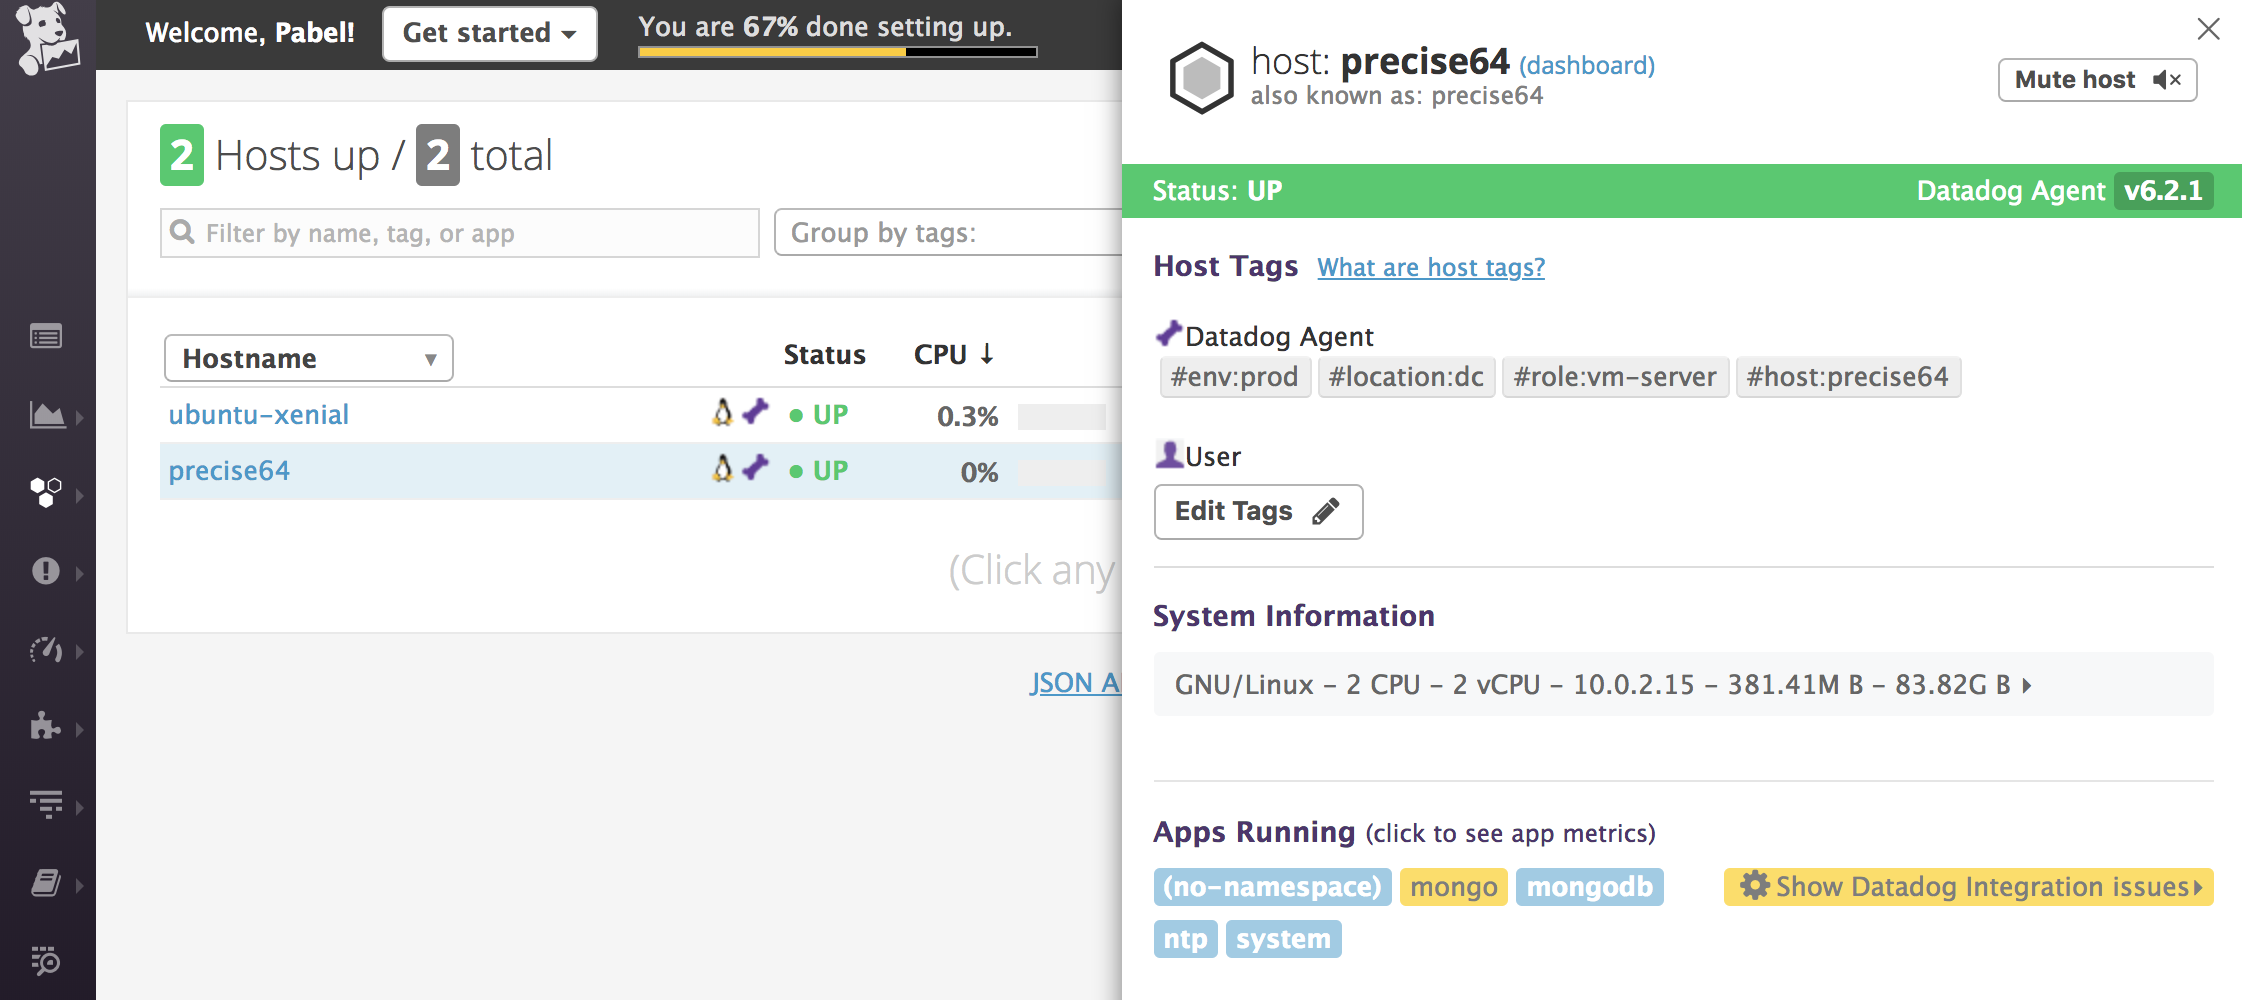 Welcome, Pabel!
Get started
You are 67% done setting up.
2 Hosts up / 2 total
Filter by name, tag, or app
Group by tags:
Hostname
Status
CPU ↓
ubuntu-xenial
UP
0.3%
precise64
UP
0%
(Click any
JSON A
host: precise64 (dashboard)
also known as: precise64
Mute host
Status: UP
Datadog Agent v6.2.1
Host Tags What are host tags?
Datadog Agent
#env:prod #location:dc #role:vm-server #host:precise64
User
Edit Tags
System Information
GNU/Linux – 2 CPU – 2 vCPU – 10.0.2.15 – 381.41M B – 83.82G B
Apps Running (click to see app metrics)
(no-namespace) mongo mongodb
Show Datadog Integration issues
ntp system